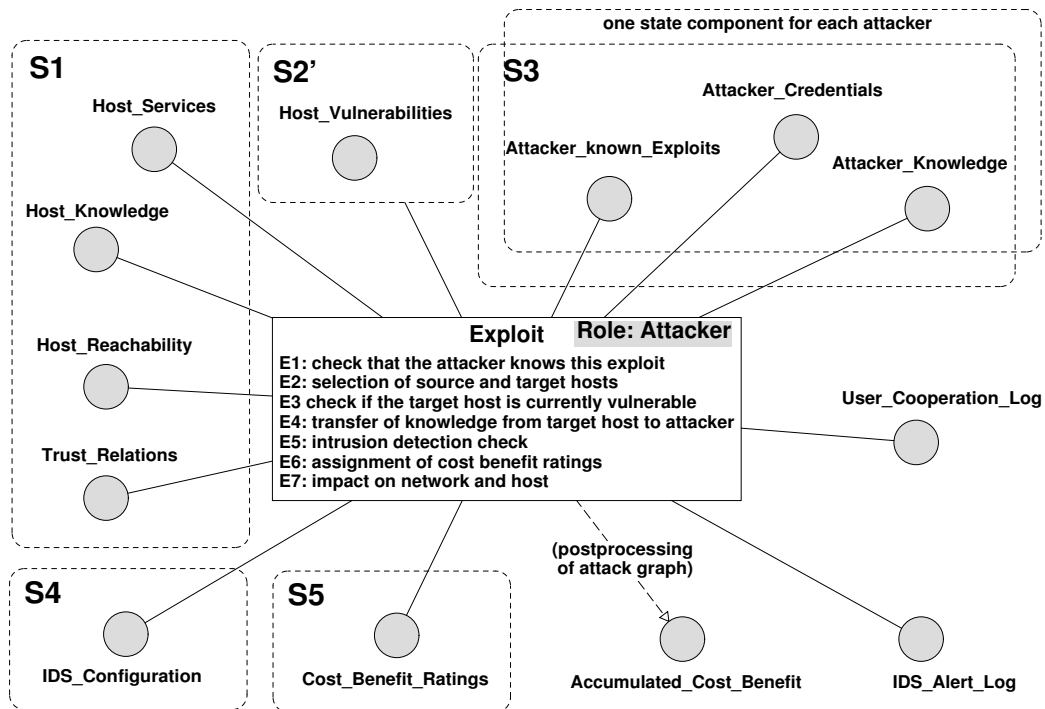 one state component for each attacker
S1
S2’
S3
Host_Services
Host_Vulnerabilities
Attacker_Credentials
Attacker_known_Exploits
Attacker_Knowledge
Host_Knowledge
Host_Reachability
Trust_Relations
Exploit
Role: Attacker
E1: check that the attacker knows this exploit
E2: selection of source and target hosts
E3 check if the target host is currently vulnerable
E4: transfer of knowledge from target host to attacker
E5: intrusion detection check
E6: assignment of cost benefit ratings
E7: impact on network and host
User_Cooperation_Log
(postprocessing
of attack graph)
S4
S5
IDS_Configuration
Cost_Benefit_Ratings
Accumulated_Cost_Benefit
IDS_Alert_Log